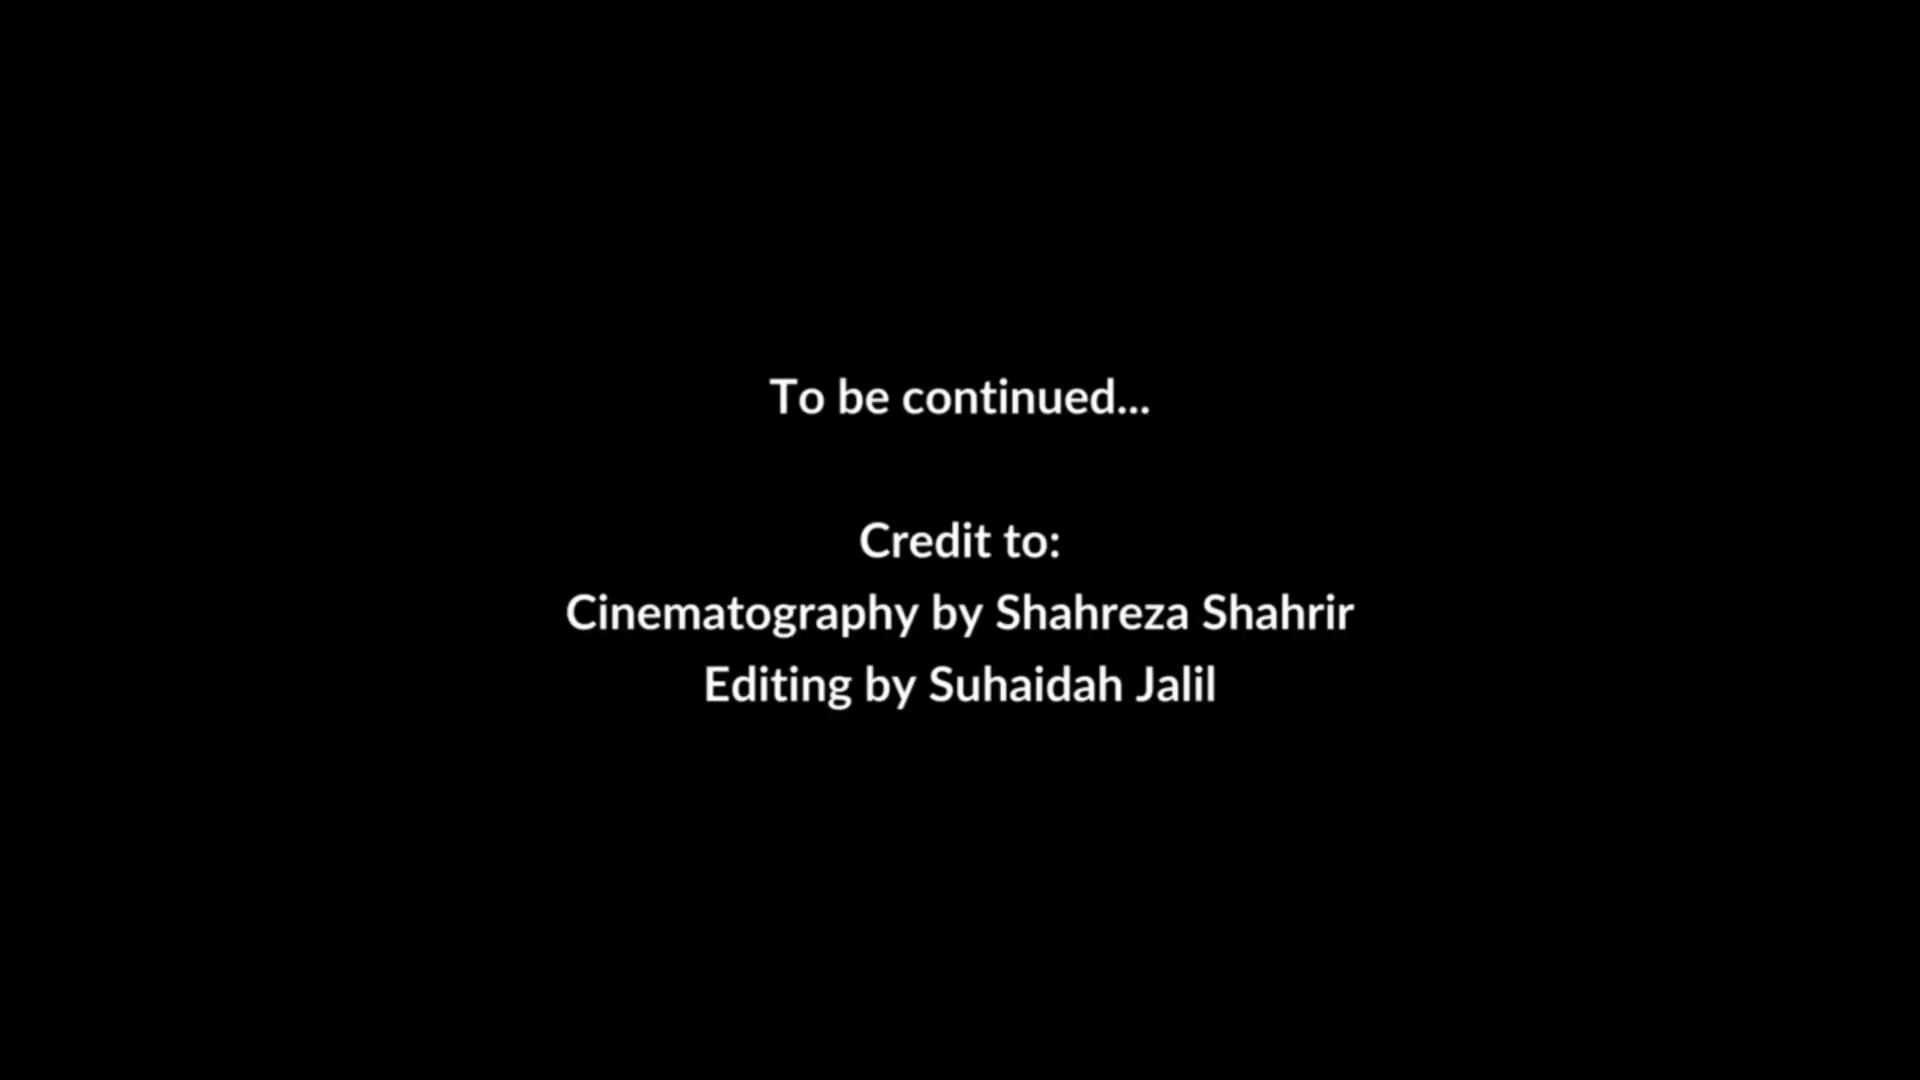 To be continued...
Credit to:
Cinematography by Shahreza Shahrir
Editing by Suhaidah Jalil